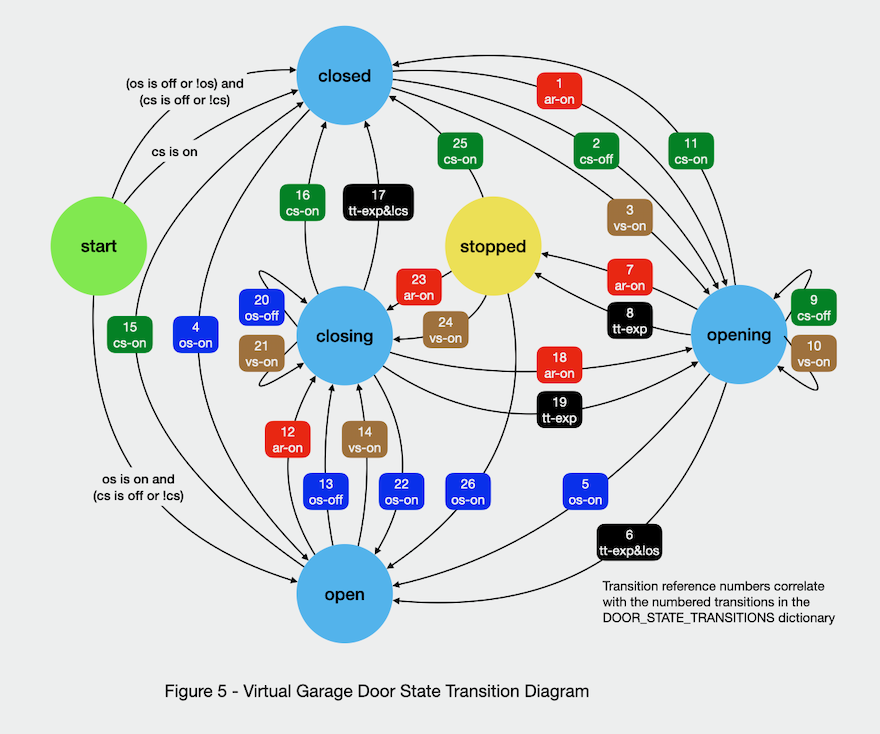 closed
(os is off or !os) and
(cs is off or !cs)
cs is on
1
ar-on
2
cs-off
11
cs-on
25
cs-on
16
cs-on
17
tt-exp&!cs
3
vs-on
start
stopped
7
ar-on
23
ar-on
8
tt-exp
9
cs-off
20
os-off
15
cs-on
4
os-on
24
vs-on
closing
opening
21
vs-on
10
vs-on
18
ar-on
19
tt-exp
12
ar-on
14
vs-on
os is on and
(cs is off or !cs)
13
os-off
22
os-on
26
os-on
5
os-on
6
tt-exp&!os
open
Transition reference numbers correlate
with the numbered transitions in the
DOOR_STATE_TRANSITIONS dictionary
Figure 5 - Virtual Garage Door State Transition Diagram